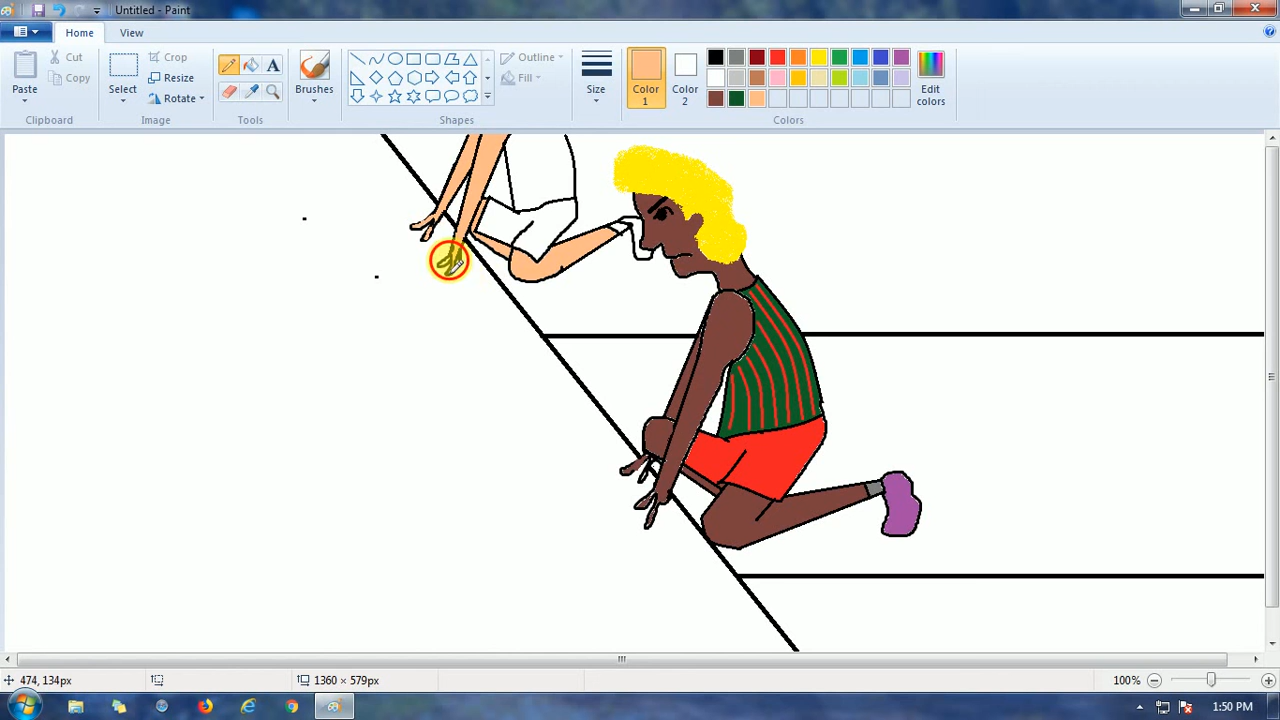 Untitled - Paint
Home View
Paste
Cut
Copy
Clipboard
Select
Crop
Resize
Rotate
Image
A
Tools
Brushes
Outline
Fill
Shapes
Size
Color 1
Color 2
Edit colors
Colors
474, 134px
1360 × 579px
100%
1:50 PM